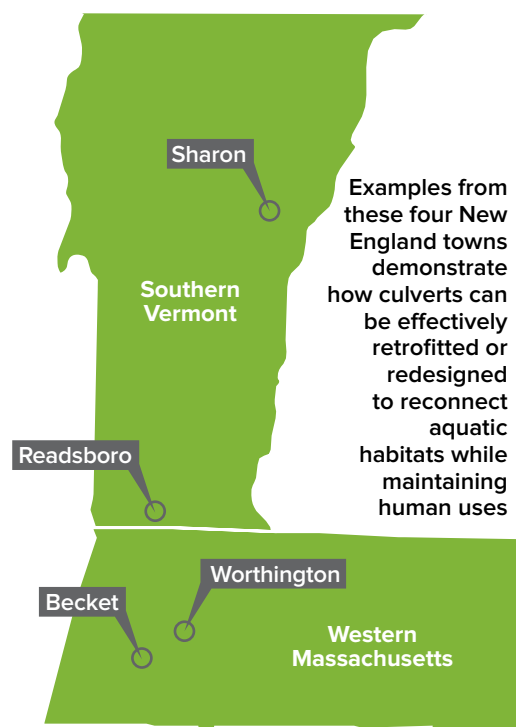 Sharon
Examples from
these four New
England towns
demonstrate
how culverts can
be effectively
retrofitted or
redesigned
to reconnect
aquatic
habitats while
maintaining
human uses
Southern
Vermont
Readsboro
Worthington
Becket
Western
Massachusetts